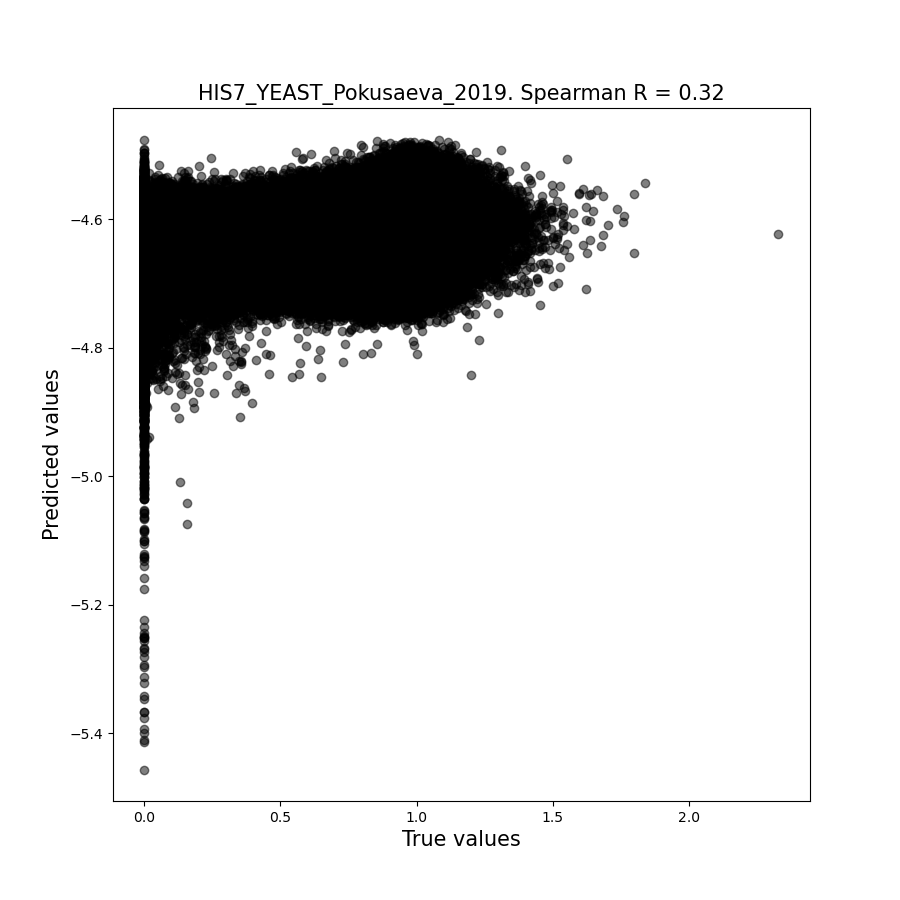 HIS7_YEAST_Pokusaeva_2019. Spearman R = 0.32
Predicted values
−4.6
−4.8
−5.0
−5.2
−5.4
0.0 0.5 1.0 1.5 2.0
True values